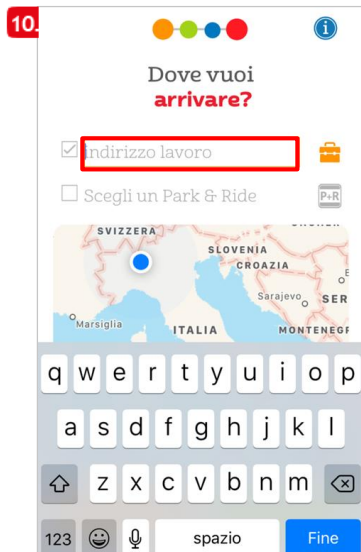 10.
i
Dove vuoi
arrivare?
indirizzo lavoro
Scegli un Park & Ride
P+R
SVIZZERA
SLOVENIA
CROAZIA
Sarajevo
SER
Marsiglia
ITALIA
MONTENEGR
q w e r t y u i o p
a s d f g h j k l
z x c v b n m
123
spazio
Fine